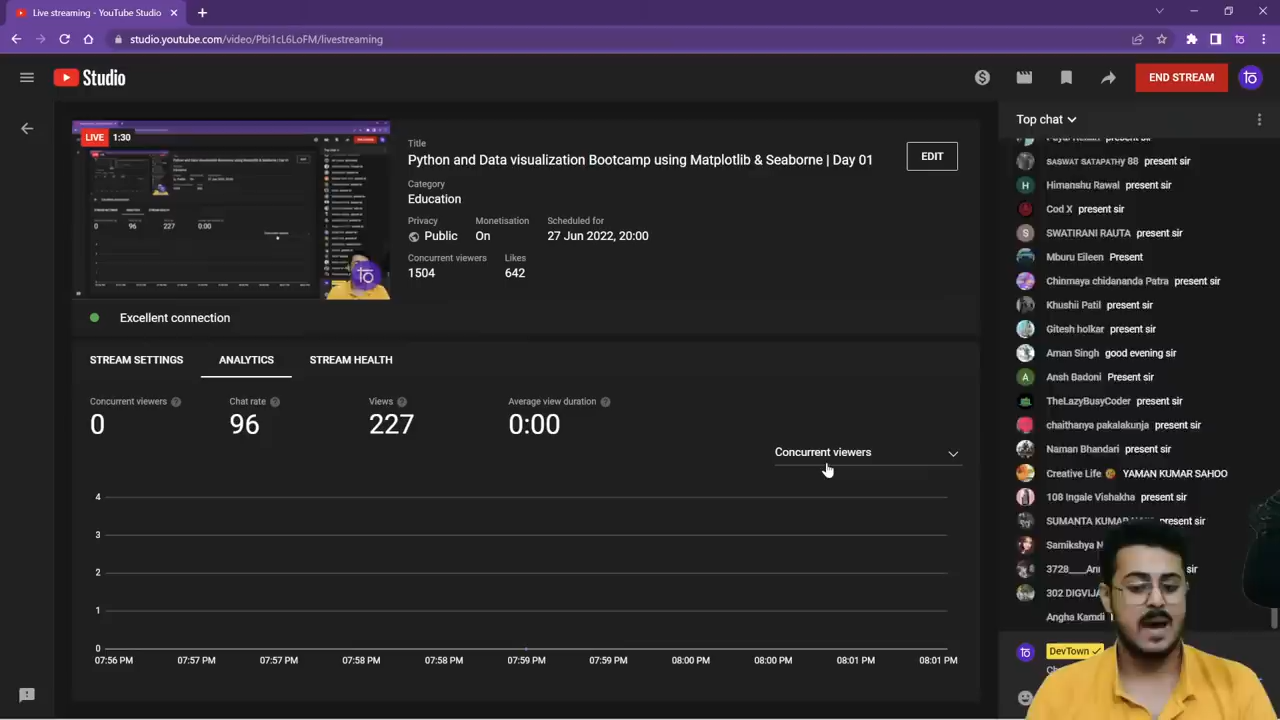 Live streaming - YouTube Studio
studio.youtube.com/video/Pbi1cL6LoFM/livestreaming
Studio
END STREAM
LIVE 1:30
Title
Python and Data visualization Bootcamp using Matplotlib & Seaborne | Day 01
EDIT
Category
Education
Privacy Monetisation Scheduled for
Public On 27 Jun 2022, 20:00
Concurrent viewers Likes
1504 642
Excellent connection
STREAM SETTINGS ANALYTICS STREAM HEALTH
Concurrent viewers Chat rate Views Average view duration
0 96 227 0:00
Concurrent viewers
4
3
2
1
0
07:56 PM 07:57 PM 07:57 PM 07:58 PM 07:58 PM 07:59 PM 07:59 PM 08:00 PM 08:00 PM 08:01 PM 08:01 PM
Top chat
SASWAT SATAPATHY 88 present sir
Himanshu Rawal present sir
Cod X present sir
SWATIRANI RAUTA present sir
Mburu Eileen Present
Chinmaya chidananda Patra present sir
Khushii Patil present sir
Gitesh holkar present sir
Aman Singh good evening sir
Ansh Badoni Present sir
TheLazyBusyCoder present sir
chaithanya pakalakunja present sir
Naman Bhandari present sir
Creative Life YAMAN KUMAR SAHOO
108 Ingale Vishakha present sir
SUMANTA KUMAR present sir
Samikshya
3728 sir
302
Angha Kamdi
DevTown